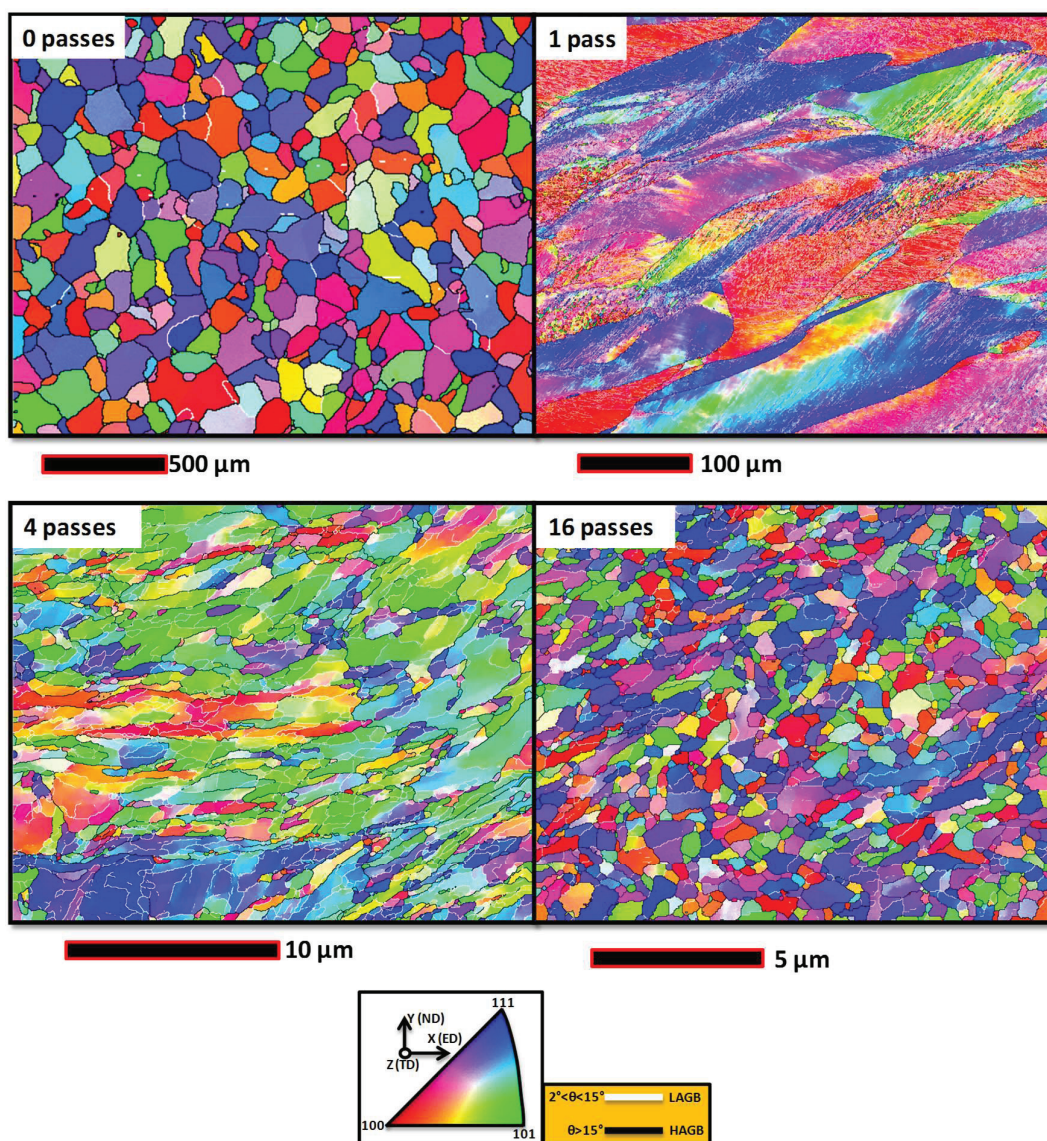 0 passes
1 pass
500 µm
100 µm
4 passes
16 passes
10 µm
5 µm
111
Y (ND)
X (ED)
Z (TD)
100
101
2°<θ<15° LAGB
θ>15° HAGB